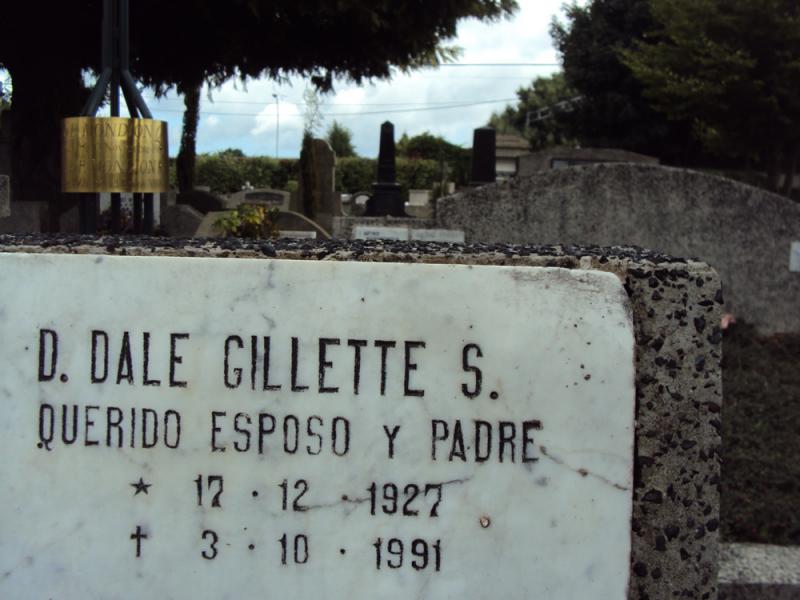 D. DALE GILLETTE S.
QUERIDO ESPOSO Y PADRE
★ 17 · 12 · 1927
✝ 3 · 10 · 1991